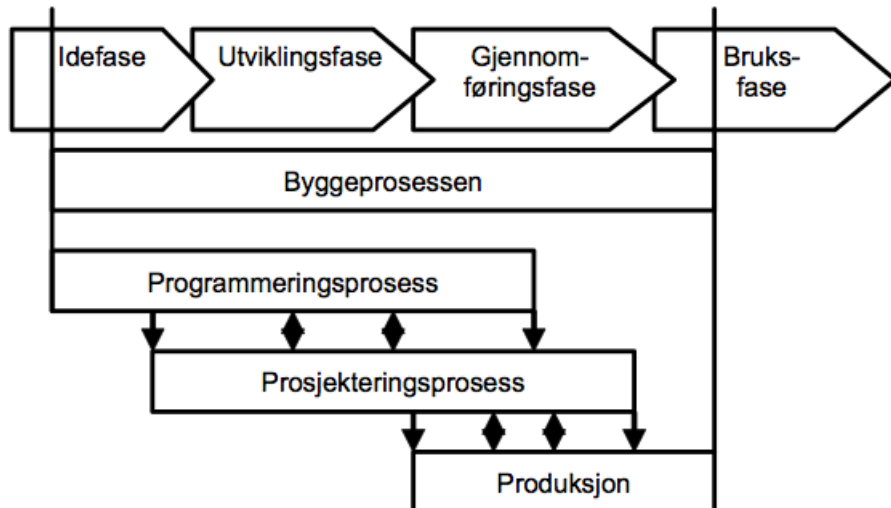 Idefase
Utviklingsfase
Gjennom-
føringsfase
Bruks-
fase
Byggeprosessen
Programmeringsprosess
Prosjekteringsprosess
Produksjon